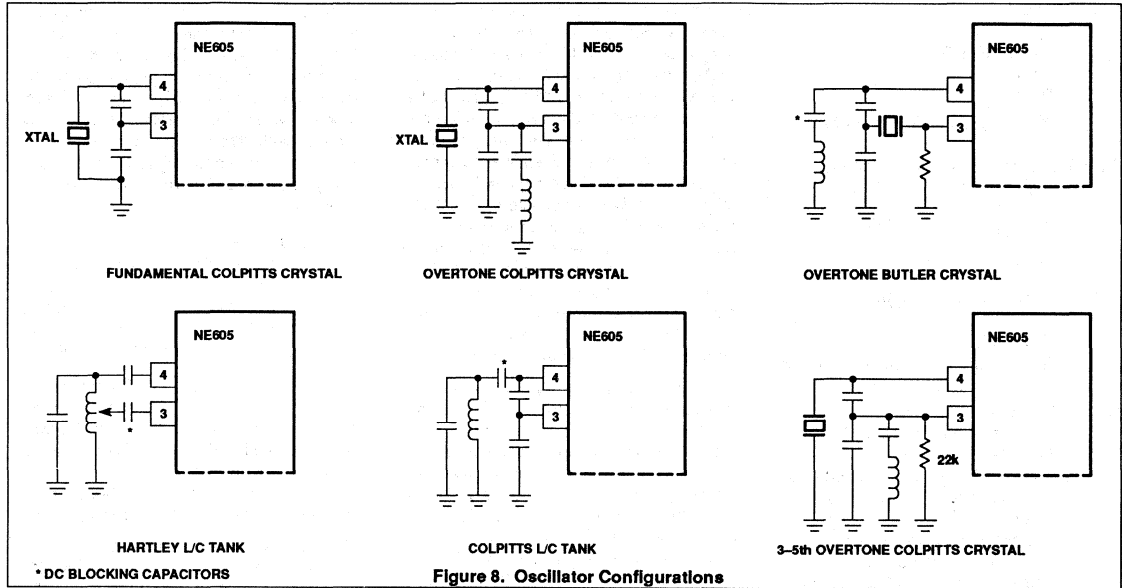 NE605
4
3
XTAL
FUNDAMENTAL COLPITTS CRYSTAL
NE605
4
3
XTAL
OVERTONE COLPITTS CRYSTAL
NE605
4
*
3
OVERTONE BUTLER CRYSTAL
NE605
4
3
*
HARTLEY L/C TANK
NE605
*
4
3
COLPITTS L/C TANK
NE605
4
3
22k
3–5th OVERTONE COLPITTS CRYSTAL
* DC BLOCKING CAPACITORS
Figure 8. Oscillator Configurations